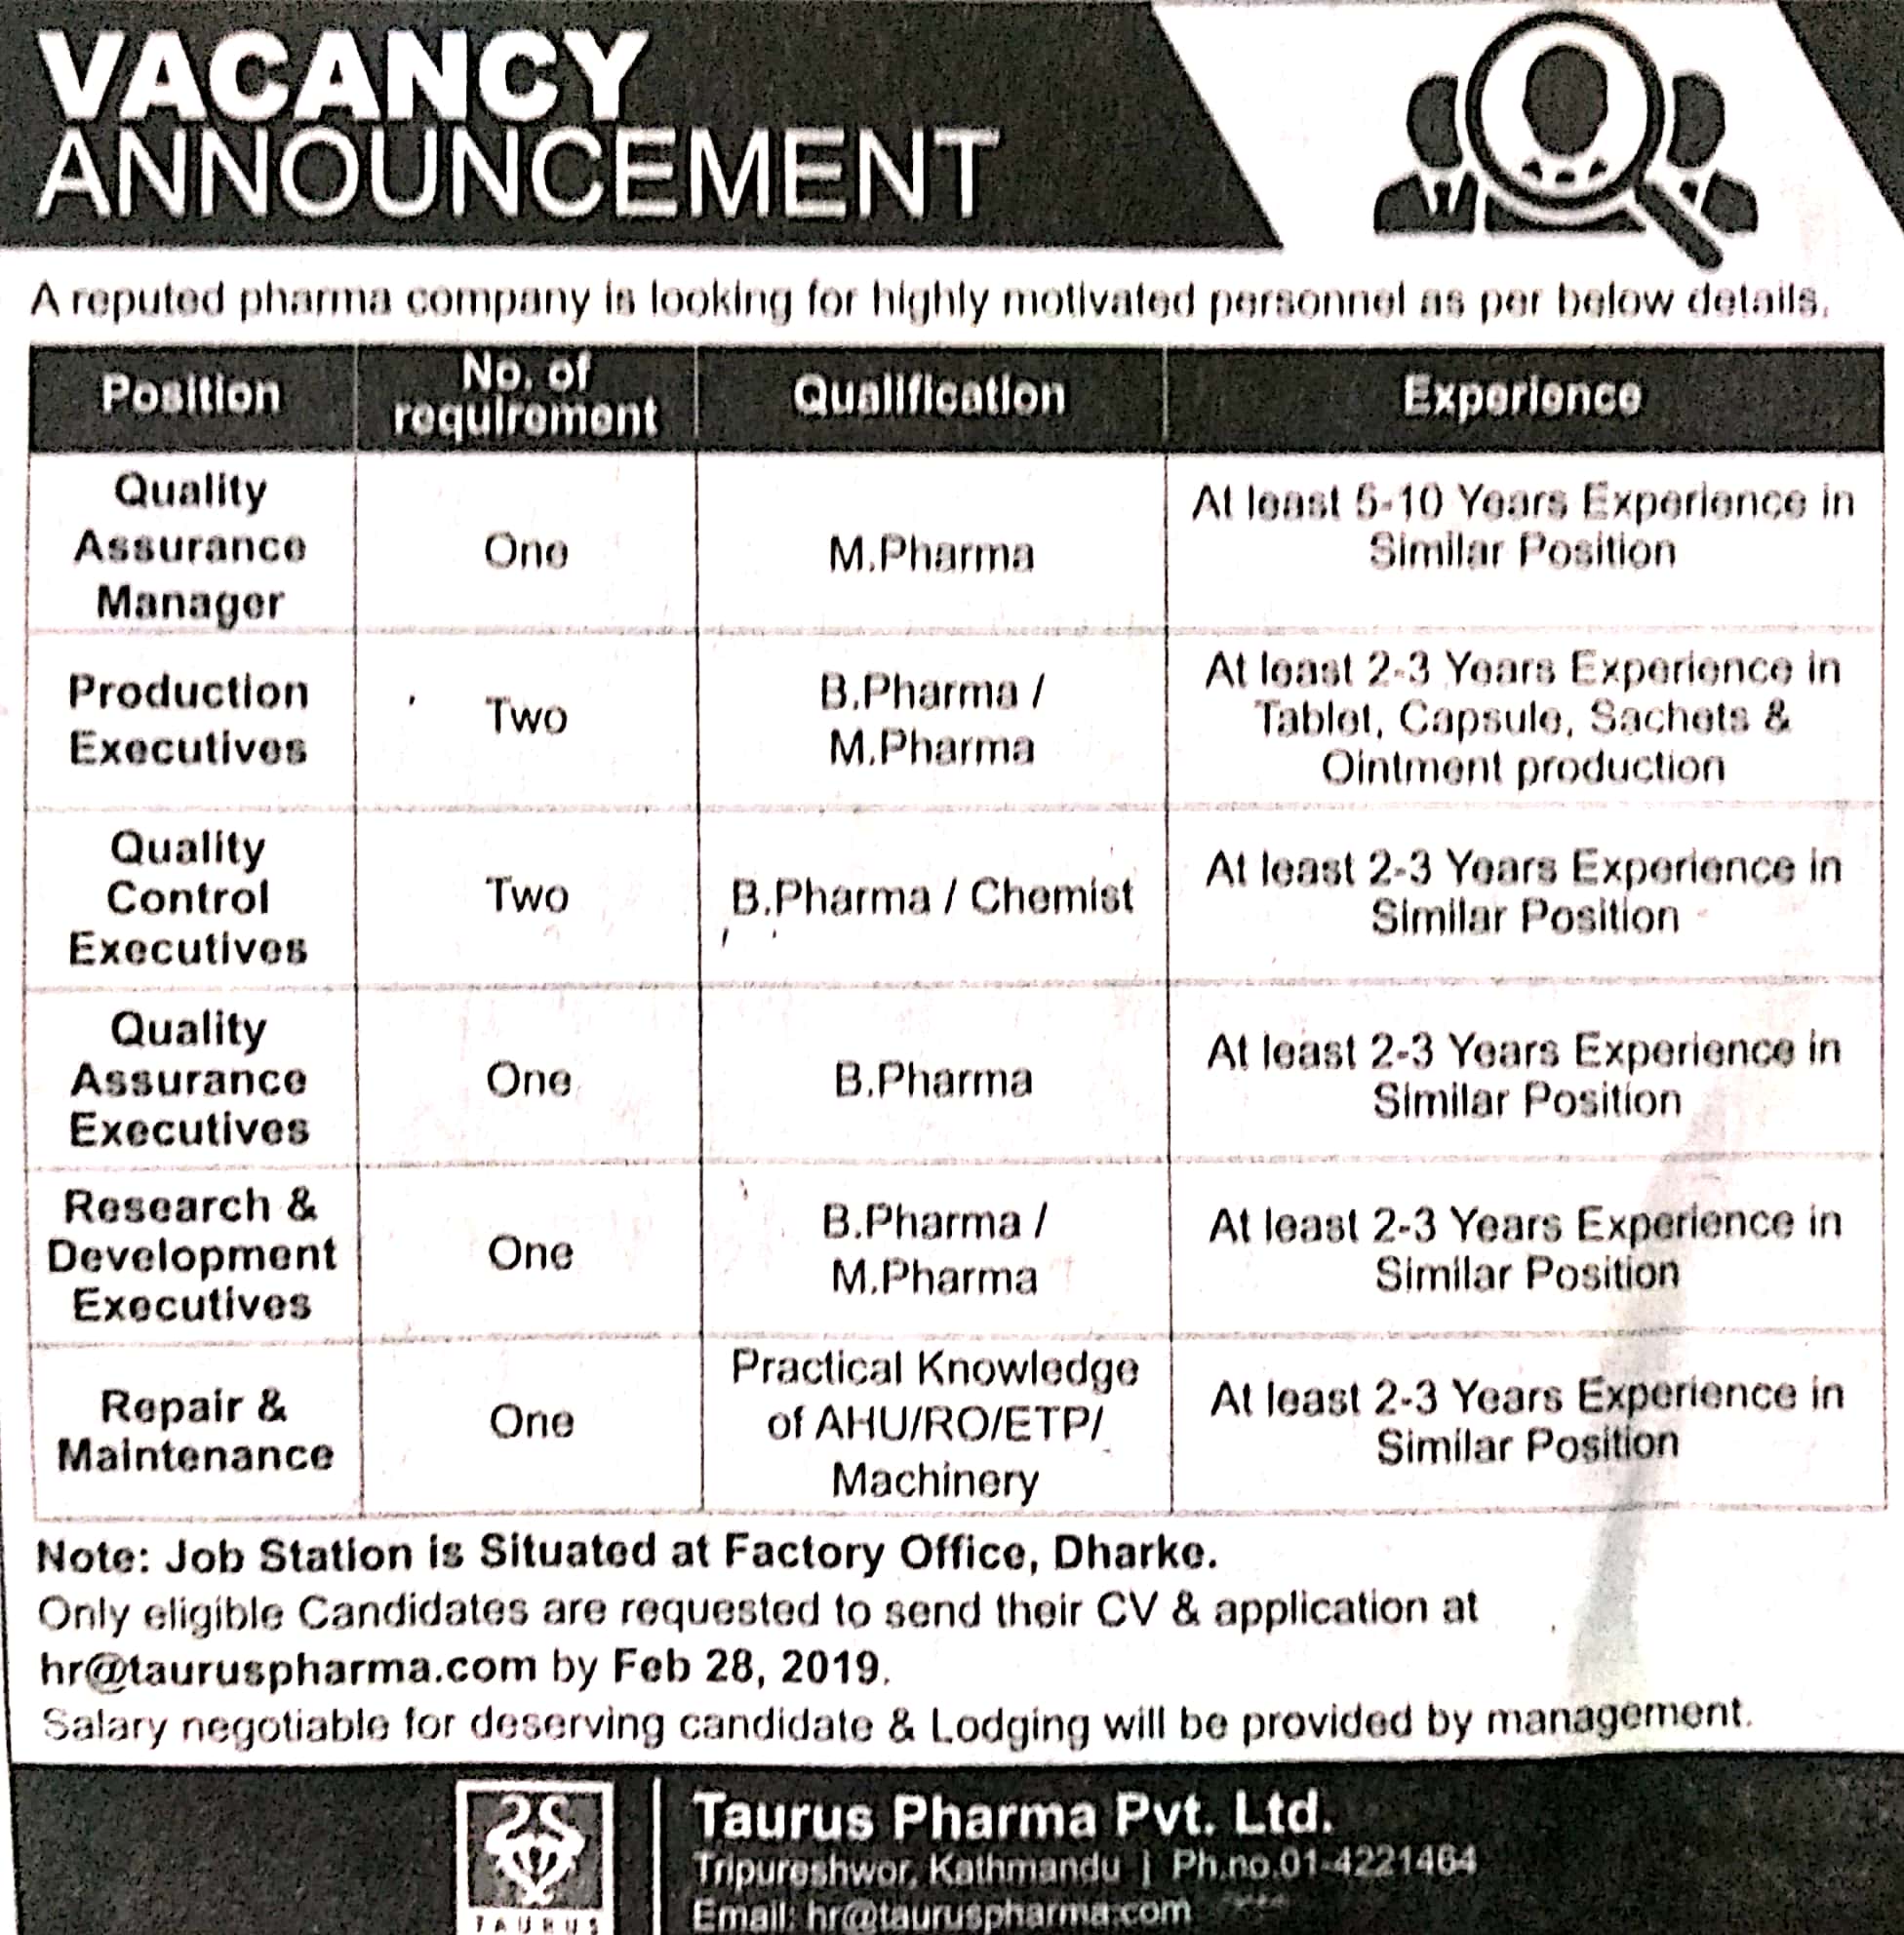 VACANCY
ANNOUNCEMENT
A reputed pharma company is looking for highly motivated personnel as per below details.
Position
No. of
requirement
Qualification
Experience
Quality
Assurance
Manager
One
M.Pharma
At least 5-10 Years Experience in
Similar Position
Production
Executives
Two
B.Pharma /
M.Pharma
At least 2-3 Years Experience in
Tablet, Capsule, Sachets &
Ointment production
Quality
Control
Executives
Two
B.Pharma / Chemist
At least 2-3 Years Experience in
Similar Position
Quality
Assurance
Executives
One
B.Pharma
At least 2-3 Years Experience in
Similar Position
Research &
Development
Executives
One
B.Pharma /
M.Pharma
At least 2-3 Years Experience in
Similar Position
Repair &
Maintenance
One
Practical Knowledge
of AHU/RO/ETP/
Machinery
At least 2-3 Years Experience in
Similar Position
Note: Job Station is Situated at Factory Office, Dharke.
Only eligible Candidates are requested to send their CV & application at
hr@tauruspharma.com by Feb 28, 2019.
Salary negotiable for deserving candidate & Lodging will be provided by management.
TAURUS
Taurus Pharma Pvt. Ltd.
Tripureshwor, Kathmandu | Ph.no.01-4221464
Email: hr@tauruspharma.com